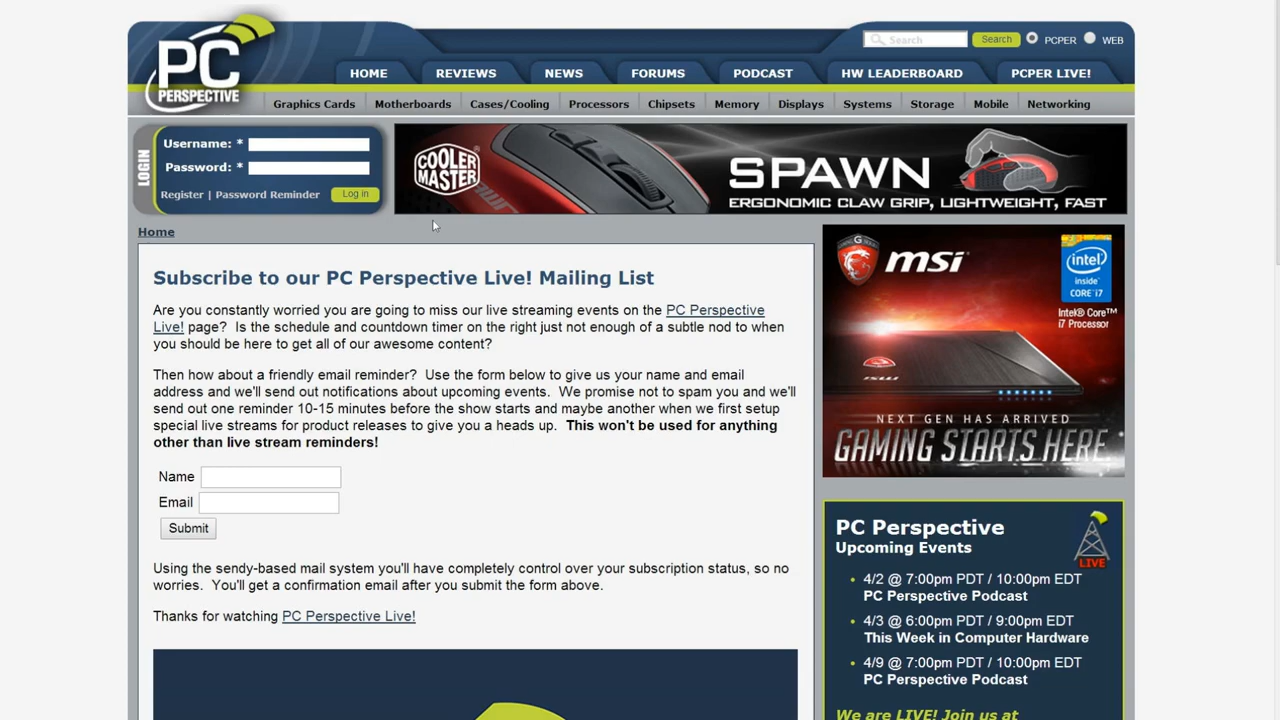 PC
PERSPECTIVE
Search
Search
PCPER
WEB
HOME
REVIEWS
NEWS
FORUMS
PODCAST
HW LEADERBOARD
PCPER LIVE!
Graphics Cards
Motherboards
Cases/Cooling
Processors
Chipsets
Memory
Displays
Systems
Storage
Mobile
Networking
LOGIN
Username: *
Password: *
Register | Password Reminder
Log in
COOLER
MASTER
SPAWN
ERGONOMIC CLAW GRIP, LIGHTWEIGHT, FAST
Home
Subscribe to our PC Perspective Live! Mailing List
Are you constantly worried you are going to miss our live streaming events on the PC Perspective
Live! page?  Is the schedule and countdown timer on the right just not enough of a subtle nod to when
you should be here to get all of our awesome content?
Then how about a friendly email reminder?  Use the form below to give us your name and email
address and we'll send out notifications about upcoming events.  We promise not to spam you and we'll
send out one reminder 10-15 minutes before the show starts and maybe another when we first setup
special live streams for product releases to give you a heads up.  This won't be used for anything
other than live stream reminders!
Name
Email
Submit
Using the sendy-based mail system you'll have completely control over your subscription status, so no
worries.  You'll get a confirmation email after you submit the form above.
Thanks for watching PC Perspective Live!
msi
intel
inside
CORE i7
Intel® Core™
i7 Processor
NEXT GEN HAS ARRIVED
GAMING STARTS HERE
PC Perspective
Upcoming Events
LIVE
4/2 @ 7:00pm PDT / 10:00pm EDT
PC Perspective Podcast
4/3 @ 6:00pm PDT / 9:00pm EDT
This Week in Computer Hardware
4/9 @ 7:00pm PDT / 10:00pm EDT
PC Perspective Podcast
We are LIVE! Join us at